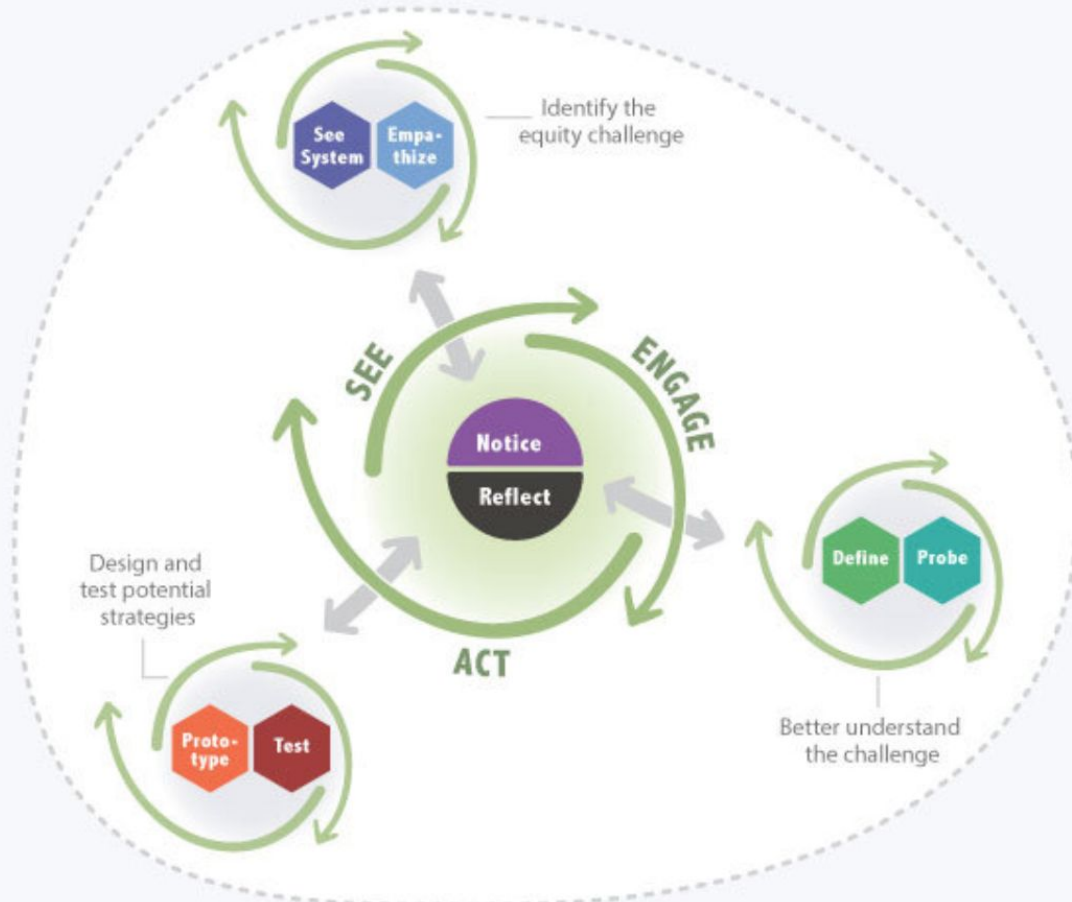 See
System
Empa-
thize
Identify the
equity challenge
SEE
ENGAGE
Notice
Reflect
ACT
Define
Probe
Better understand
the challenge
Design and
test potential
strategies
Proto-
type
Test